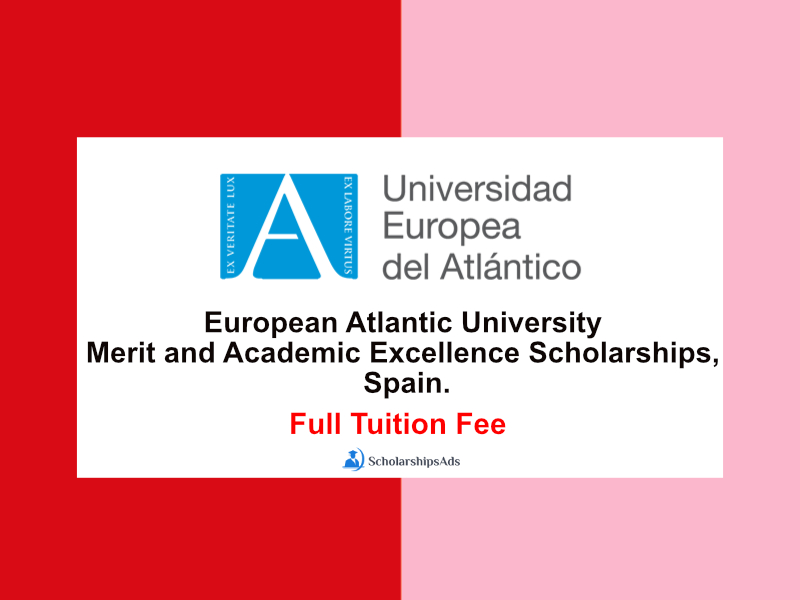 EX VERITATE LUX
EX LABORE VIRTUS
A
Universidad
Europea
del Atlántico
European Atlantic University
Merit and Academic Excellence Scholarships,
Spain.
Full Tuition Fee
ScholarshipsAds